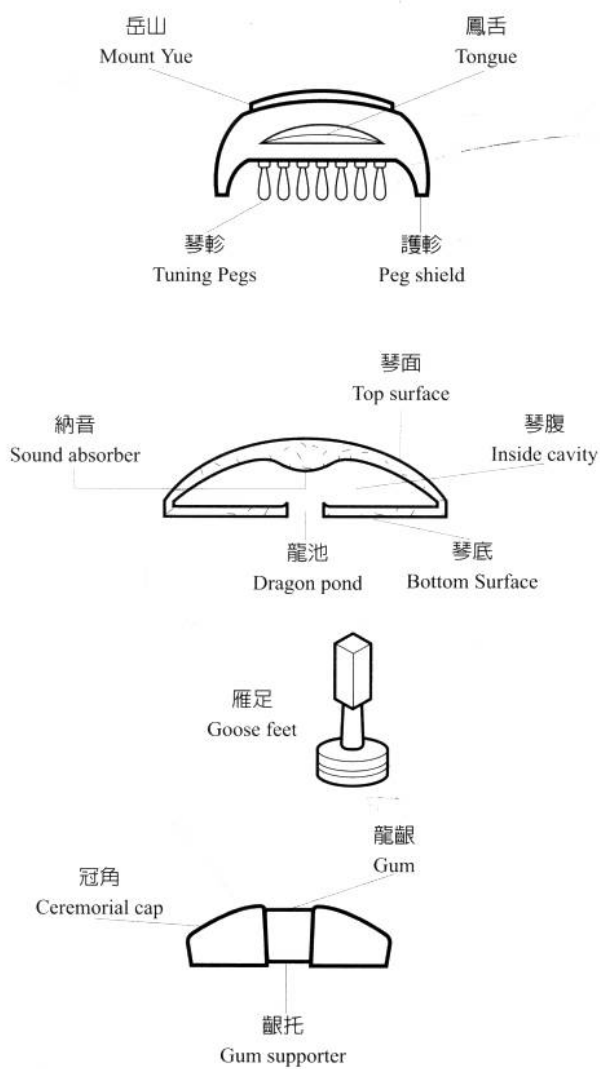 岳山
Mount Yue
鳳舌
Tongue
琴軫
Tuning Pegs
護軫
Peg shield
琴面
Top surface
納音
Sound absorber
琴腹
Inside cavity
龍池
Dragon pond
琴底
Bottom Surface
雁足
Goose feet
龍齦
Gum
冠角
Ceremorial cap
齦托
Gum supporter